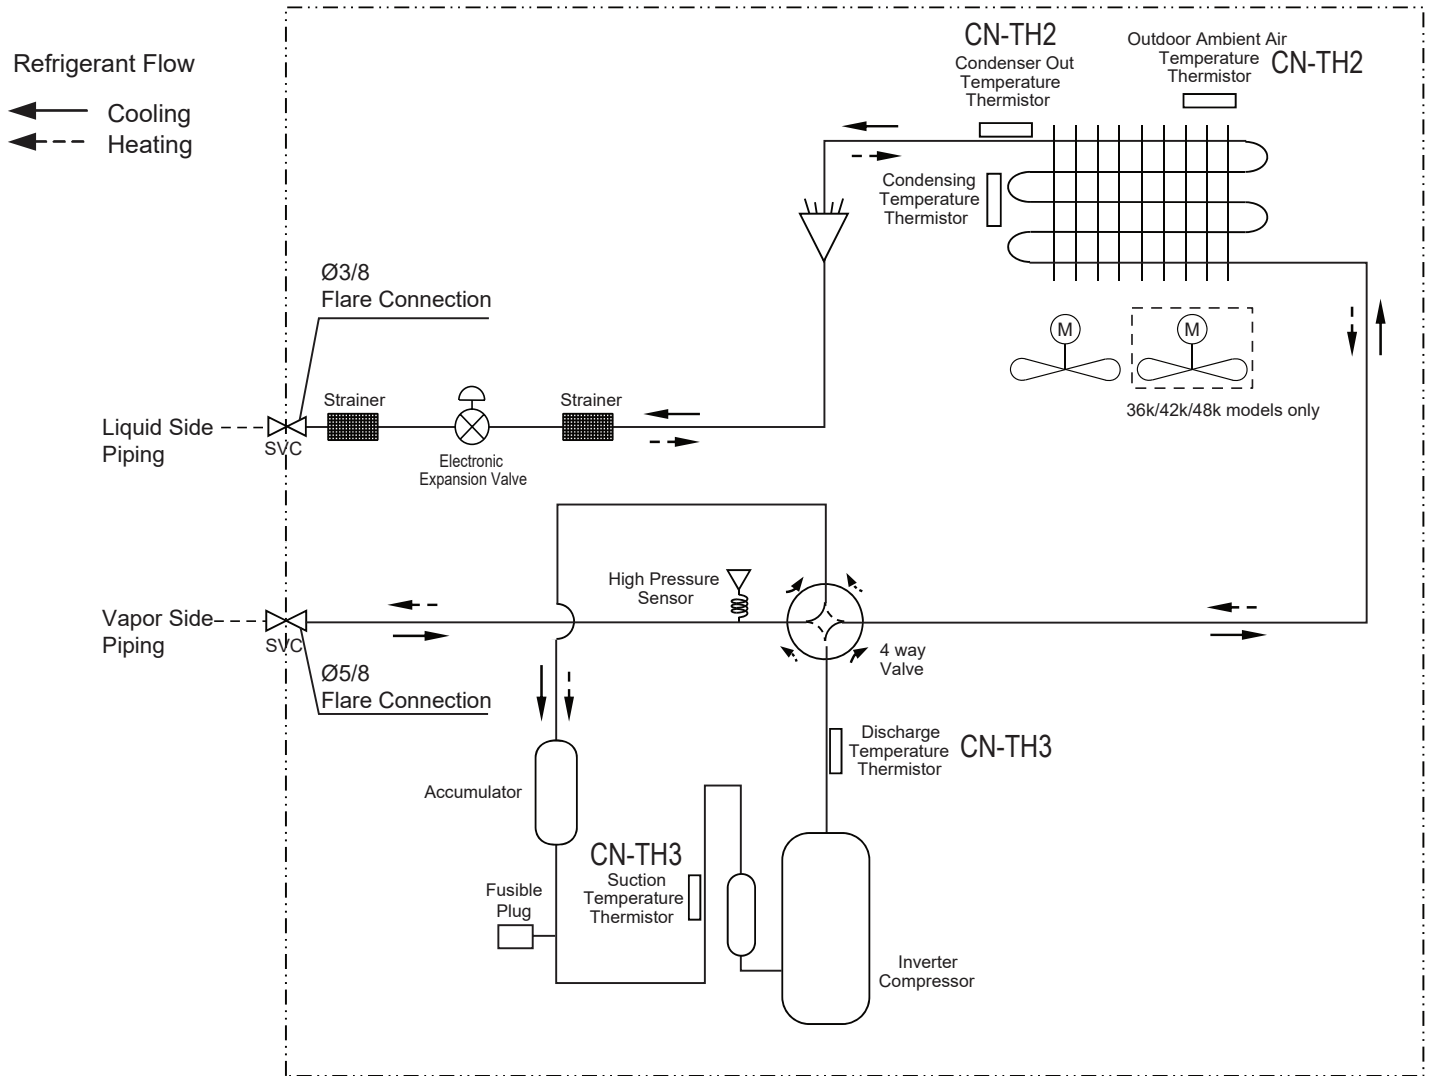 Refrigerant Flow
Cooling
Heating
CN-TH2
Condenser Out
Temperature
Thermistor
Outdoor Ambient Air
Temperature
Thermistor
CN-TH2
Condensing
Temperature
Thermistor
Ø3/8
Flare Connection
M
M
36k/42k/48k models only
Strainer
Strainer
Liquid Side
Piping
SVC
Electronic
Expansion Valve
High Pressure
Sensor
Vapor Side
Piping
SVC
4 way
Valve
Ø5/8
Flare Connection
Discharge
Temperature
Thermistor
CN-TH3
Accumulator
CN-TH3
Suction
Temperature
Thermistor
Fusible
Plug
Inverter
Compressor